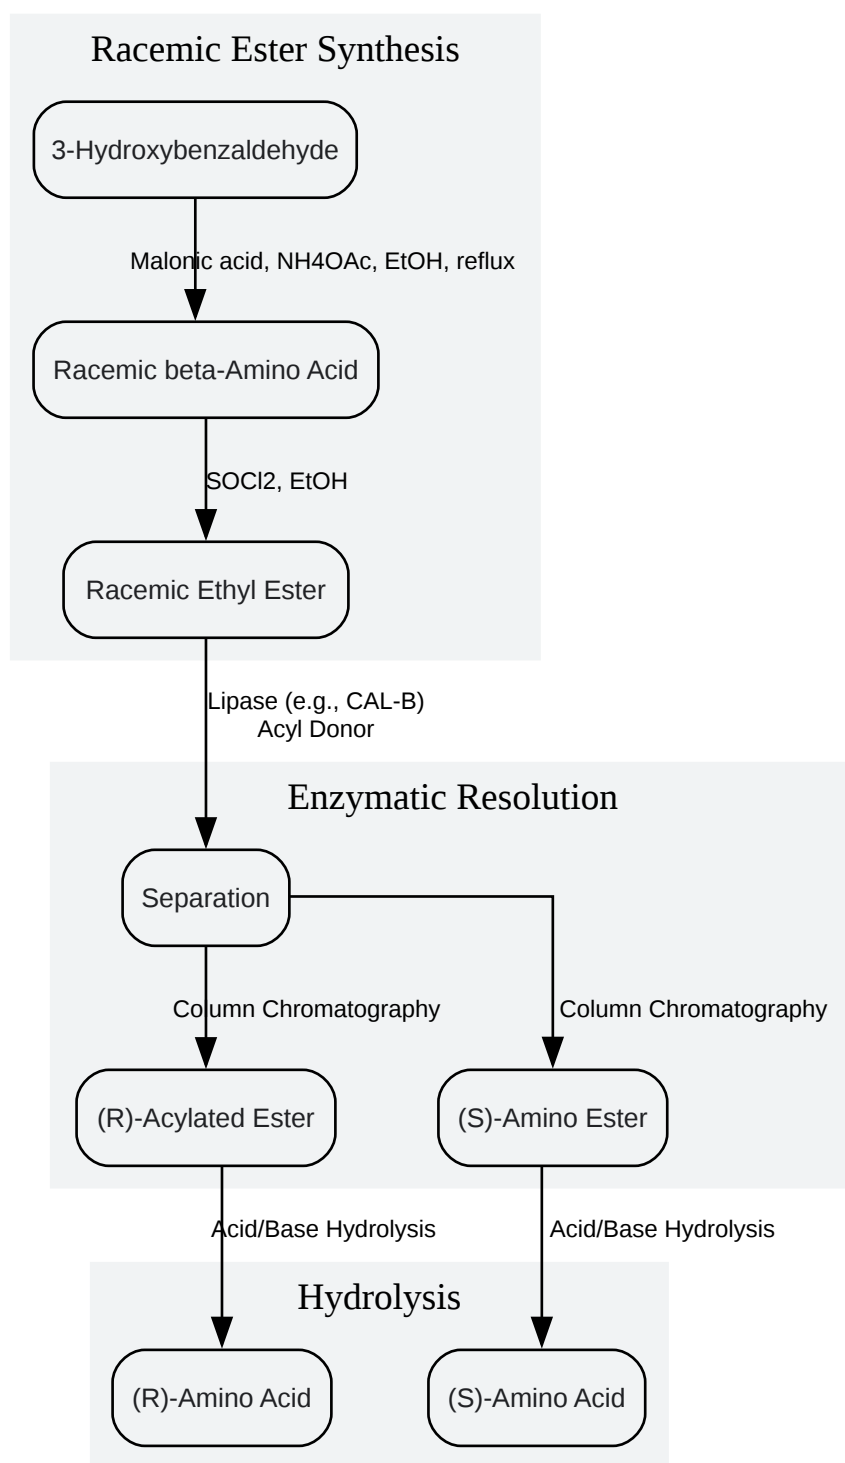 Racemic Ester Synthesis
3-Hydroxybenzaldehyde
Malonic acid, NH4OAc, EtOH, reflux
Racemic beta-Amino Acid
SOCl2, EtOH
Racemic Ethyl Ester
Lipase (e.g., CAL-B)
Acyl Donor
Enzymatic Resolution
Separation
Column Chromatography
Column Chromatography
(R)-Acylated Ester
(S)-Amino Ester
Acid/Base Hydrolysis
Acid/Base Hydrolysis
Hydrolysis
(R)-Amino Acid
(S)-Amino Acid